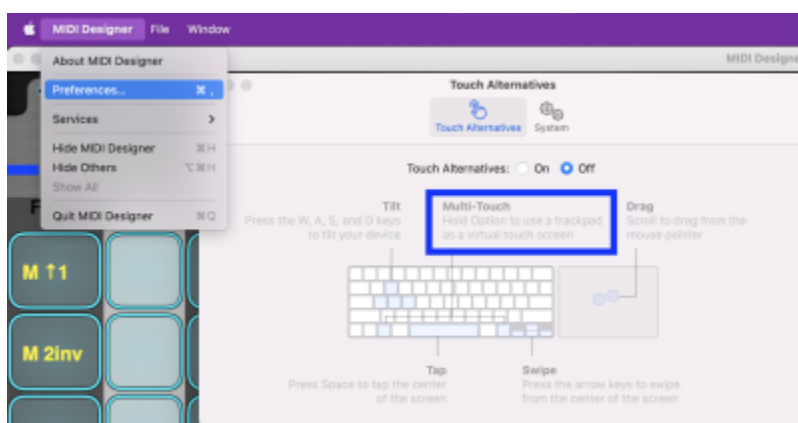 MIDI Designer File Window
About MIDI Designer
MIDI Designe
Preferences... ⌘ ,
Touch Alternatives
Touch Alternatives System
Services >
Hide MIDI Designer ⌘H
Hide Others ⌥⌘H
Show All
Quit MIDI Designer ⌘Q
Touch Alternatives: On Off
Tilt
Press the W, A, S, and D keys
to tilt your device
Multi-Touch
Hold Option to use a trackpad
as a virtual touch screen
Drag
Scroll to drag from the
mouse pointer
F
M ↑1
M 2inv
Tap
Press Space to tap the center
of the screen
Swipe
Press the arrow keys to swipe
from the center of the screen